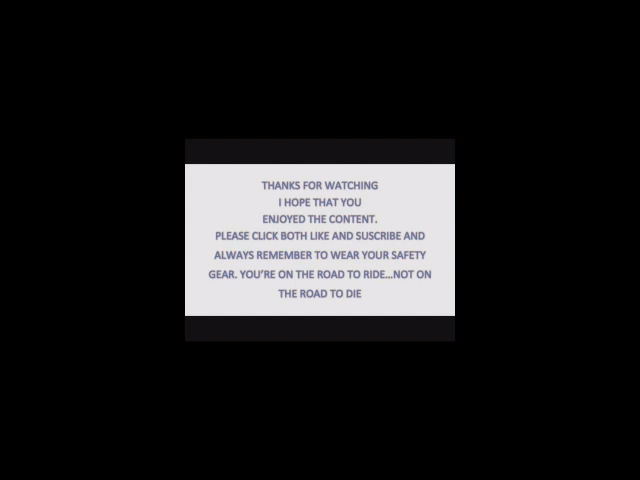 THANKS FOR WATCHING
I HOPE THAT YOU
ENJOYED THE CONTENT.
PLEASE CLICK BOTH LIKE AND SUSCRIBE AND
ALWAYS REMEMBER TO WEAR YOUR SAFETY
GEAR. YOU’RE ON THE ROAD TO RIDE…NOT ON
THE ROAD TO DIE